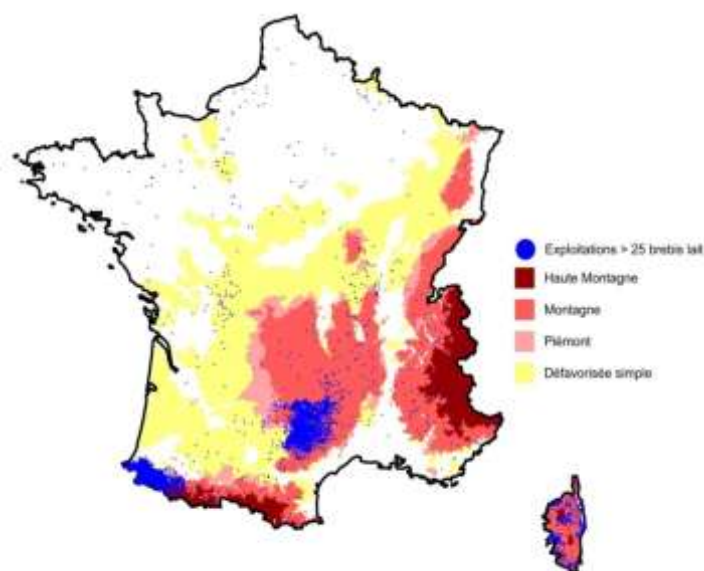 Exploitations > 25 brebis lait
Haute Montagne
Montagne
Piémont
Défavorisée simple